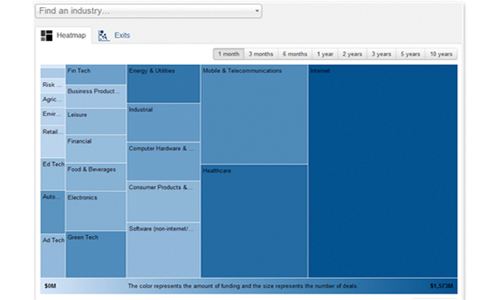 Find an industry...
Heatmap
Exits
1 month 3 months 6 months 1 year 2 years 3 years 5 years 10 years
Risk ...
Agric...
Envir...
Retail...
Ed Tech
Auto...
Ad Tech
Fin Tech
Business Product...
Leisure
Financial
Food & Beverages
Electronics
Green Tech
Energy & Utilities
Industrial
Computer Hardware & ...
Consumer Products &...
Software (non-internet/...
Mobile & Telecommunications
Healthcare
Internet
$0M
The color represents the amount of funding and the size represents the number of deals
$1,573M